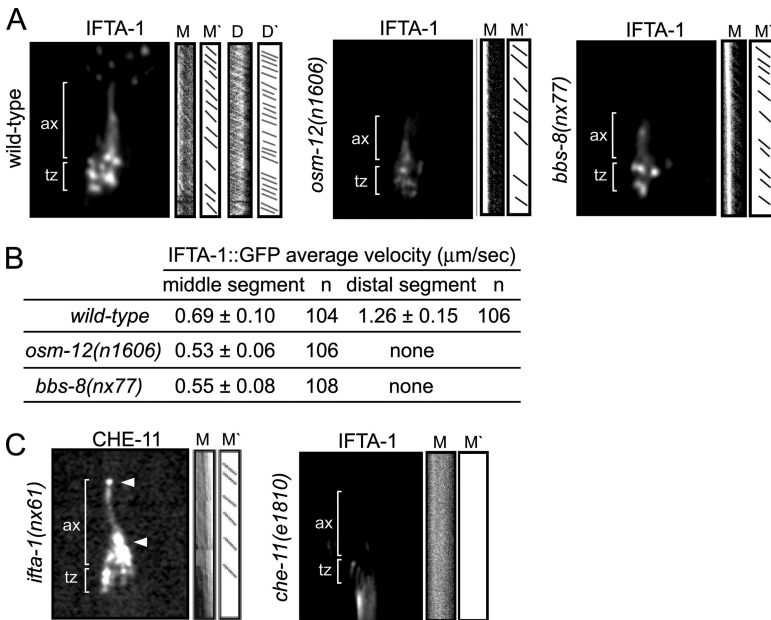 A
IFTA-1 M M` D D`
wild-type
ax
tz
IFTA-1 M M`
osm-12(n1606)
ax
tz
IFTA-1 M M`
bbs-8(nx77)
ax
tz
B
IFTA-1::GFP average velocity (μm/sec)
middle segment n distal segment n
wild-type 0.69 ± 0.10 104 1.26 ± 0.15 106
osm-12(n1606) 0.53 ± 0.06 106 none
bbs-8(nx77) 0.55 ± 0.08 108 none
C
CHE-11 M M`
ifta-1(nx61)
ax
tz
IFTA-1 M M`
che-11(e1810)
ax
tz